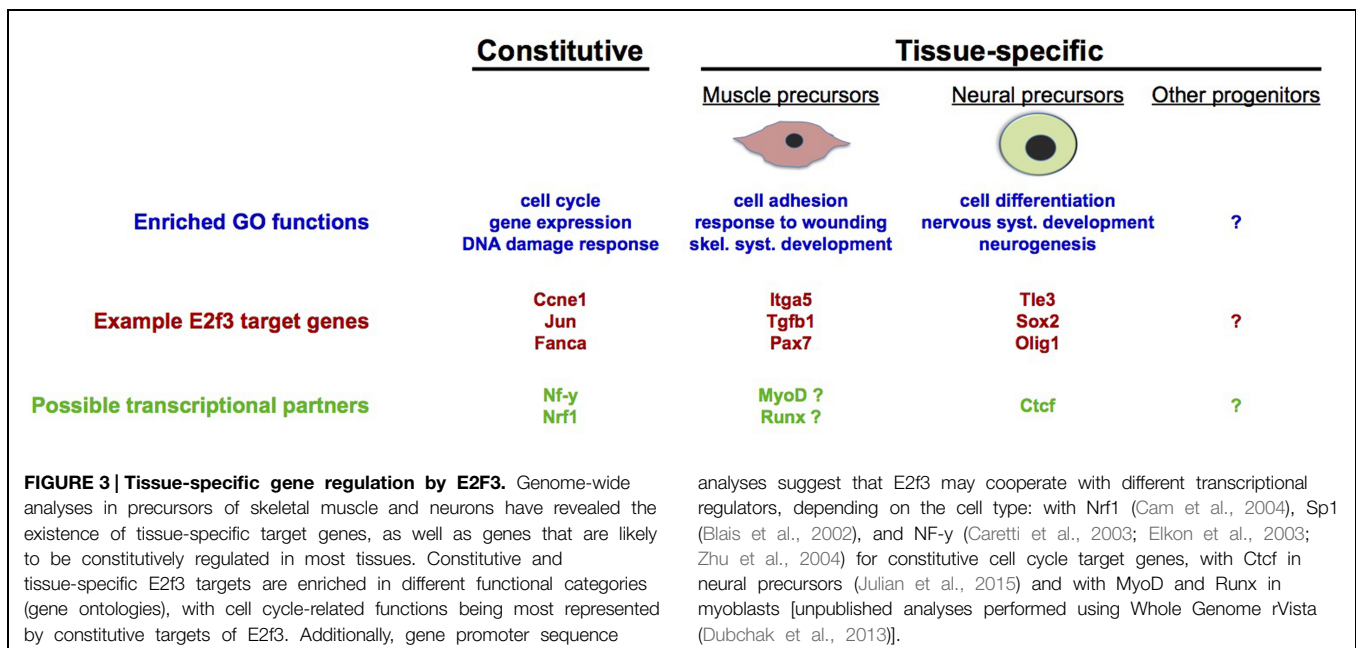 Constitutive
Tissue-specific
Muscle precursors
Neural precursors
Other progenitors
Enriched GO functions
cell cycle
gene expression
DNA damage response
cell adhesion
response to wounding
skel. syst. development
cell differentiation
nervous syst. development
neurogenesis
?
Example E2f3 target genes
Ccne1
Jun
Fanca
Itga5
Tgfb1
Pax7
Tle3
Sox2
Olig1
?
Possible transcriptional partners
Nf-y
Nrf1
MyoD ?
Runx ?
Ctcf
?
FIGURE 3 | Tissue-specific gene regulation by E2F3. Genome-wide
analyses in precursors of skeletal muscle and neurons have revealed the
existence of tissue-specific target genes, as well as genes that are likely
to be constitutively regulated in most tissues. Constitutive and
tissue-specific E2f3 targets are enriched in different functional categories
(gene ontologies), with cell cycle-related functions being most represented
by constitutive targets of E2f3. Additionally, gene promoter sequence
analyses suggest that E2f3 may cooperate with different transcriptional
regulators, depending on the cell type: with Nrf1 (Cam et al., 2004), Sp1
(Blais et al., 2002), and NF-y (Caretti et al., 2003; Elkon et al., 2003;
Zhu et al., 2004) for constitutive cell cycle target genes, with Ctcf in
neural precursors (Julian et al., 2015) and with MyoD and Runx in
myoblasts [unpublished analyses performed using Whole Genome rVista
(Dubchak et al., 2013)].